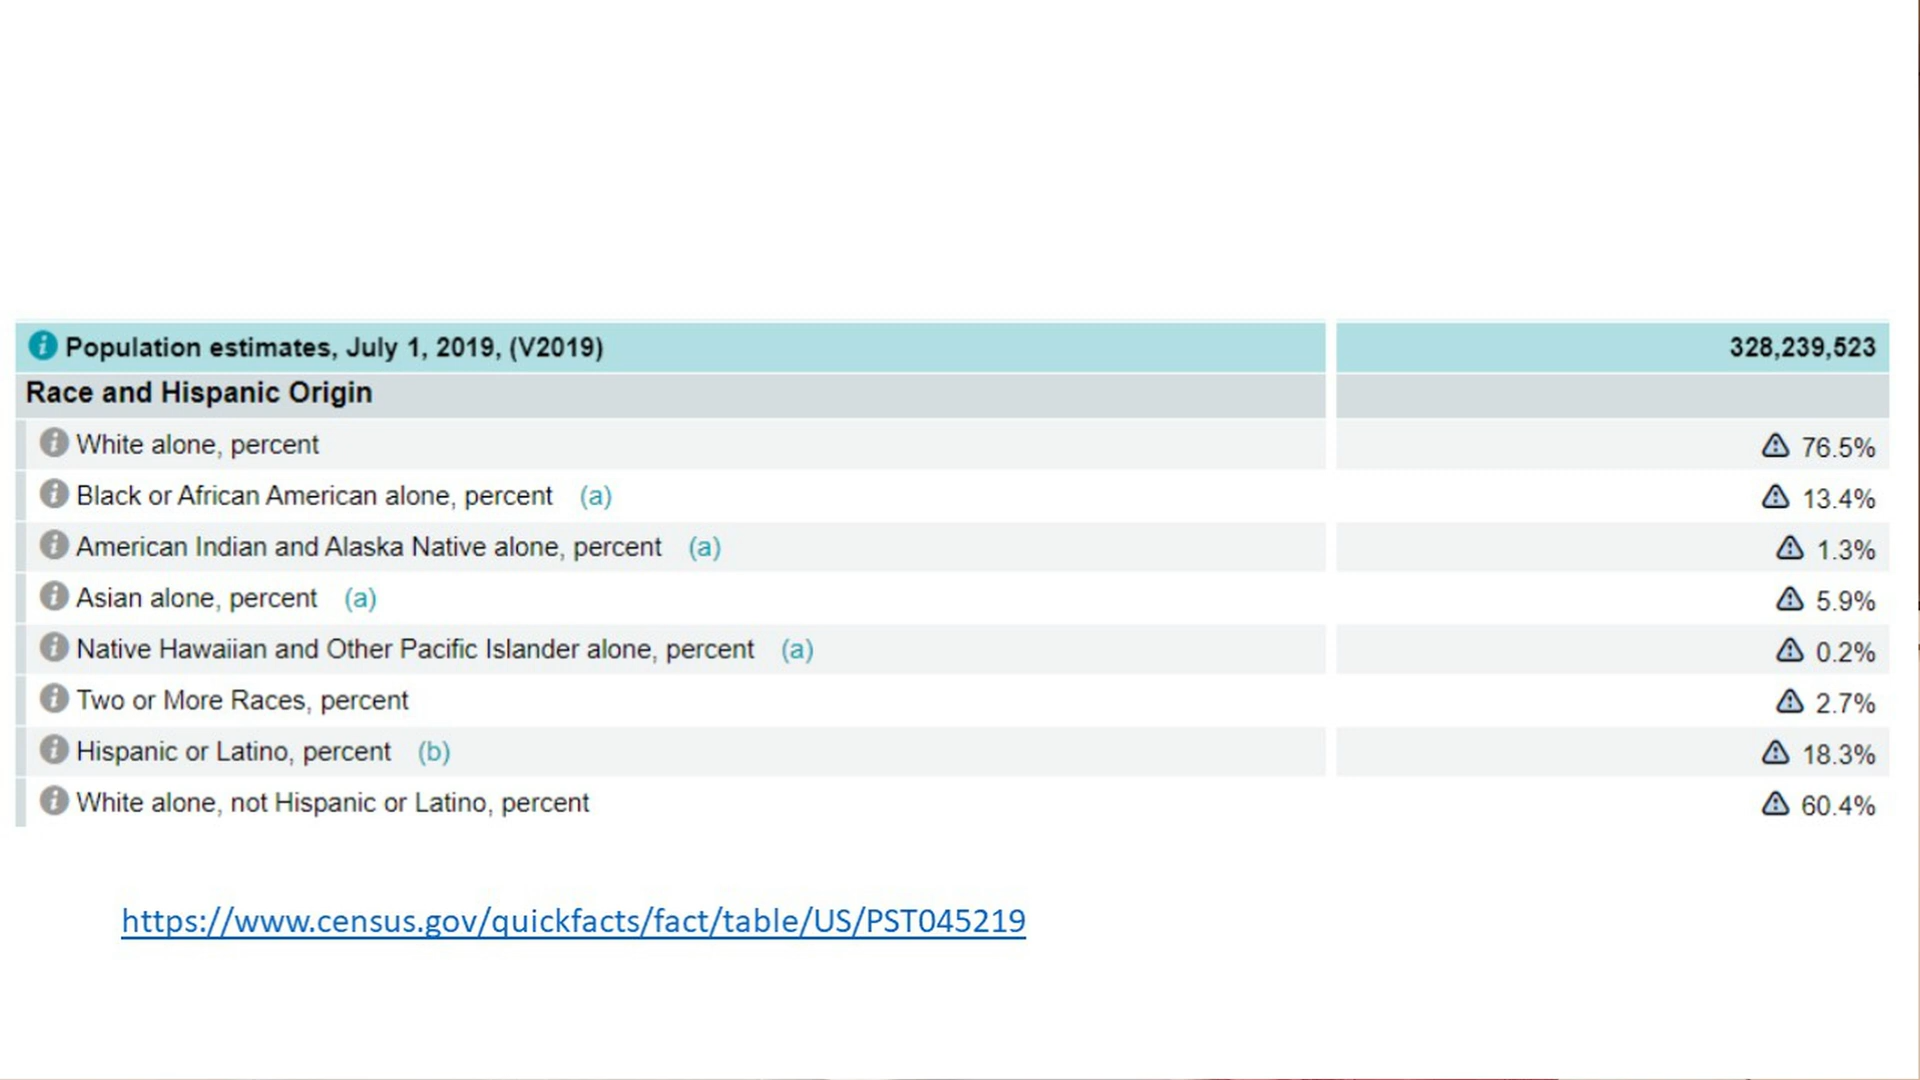 Population estimates, July 1, 2019, (V2019) 328,239,523
Race and Hispanic Origin
White alone, percent 76.5%
Black or African American alone, percent (a) 13.4%
American Indian and Alaska Native alone, percent (a) 1.3%
Asian alone, percent (a) 5.9%
Native Hawaiian and Other Pacific Islander alone, percent (a) 0.2%
Two or More Races, percent 2.7%
Hispanic or Latino, percent (b) 18.3%
White alone, not Hispanic or Latino, percent 60.4%
https://www.census.gov/quickfacts/fact/table/US/PST045219